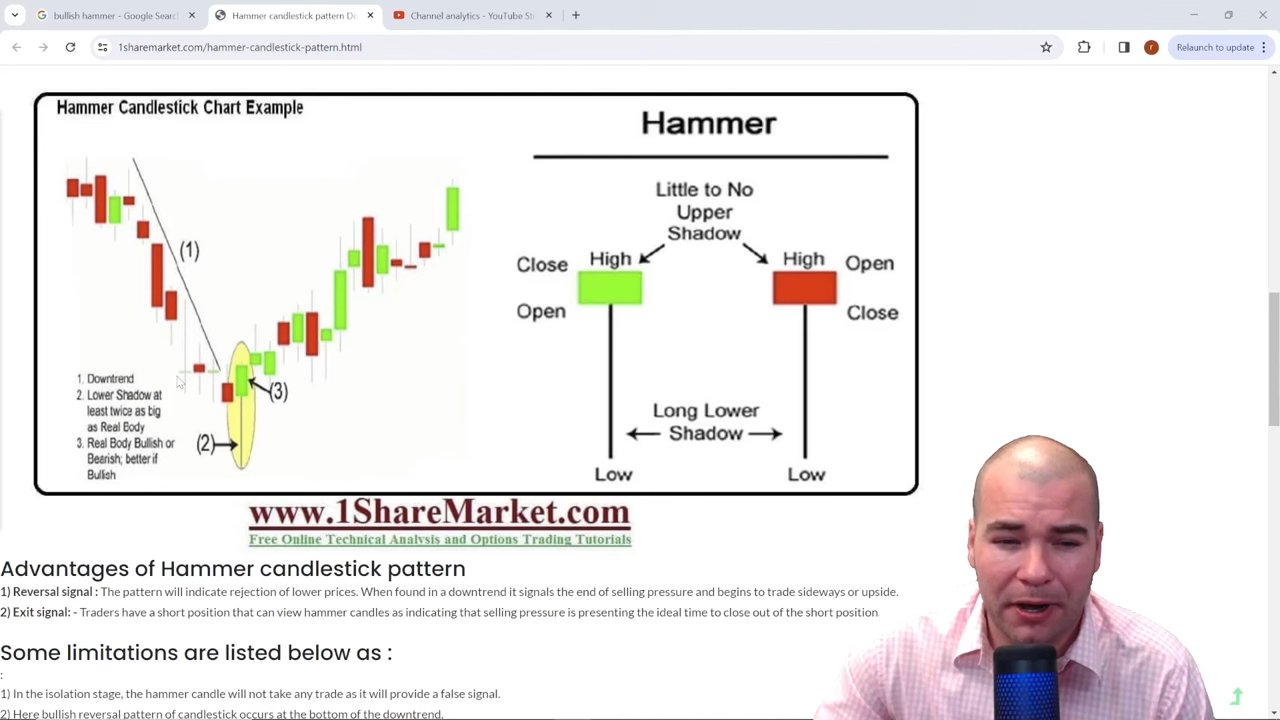 bullish hammer - Google Searc
Hammer candlestick pattern De
Channel analytics - YouTube St
1sharemarket.com/hammer-candlestick-pattern.html
r
Relaunch to update
Hammer Candlestick Chart Example
(1)
(3)
(2)
1. Downtrend
2. Lower Shadow at
least twice as big
as Real Body
3. Real Body Bullish or
Bearish; better if
Bullish
Hammer
Little to No
Upper
Shadow
Close High High Open
Open Close
Long Lower
Shadow
Low Low
www.1ShareMarket.com
Free Online Technical Analysis and Options Trading Tutorials
Advantages of Hammer candlestick pattern
1) Reversal signal : The pattern will indicate rejection of lower prices. When found in a downtrend it signals the end of selling pressure and begins to trade sideways or upside.
2) Exit signal: - Traders have a short position that can view hammer candles as indicating that selling pressure is presenting the ideal time to close out of the short position
Some limitations are listed below as :
:
1) In the isolation stage, the hammer candle will not take any trade as it will provide a false signal.
2) Here bullish reversal pattern of candlestick occurs at the bottom of the downtrend.